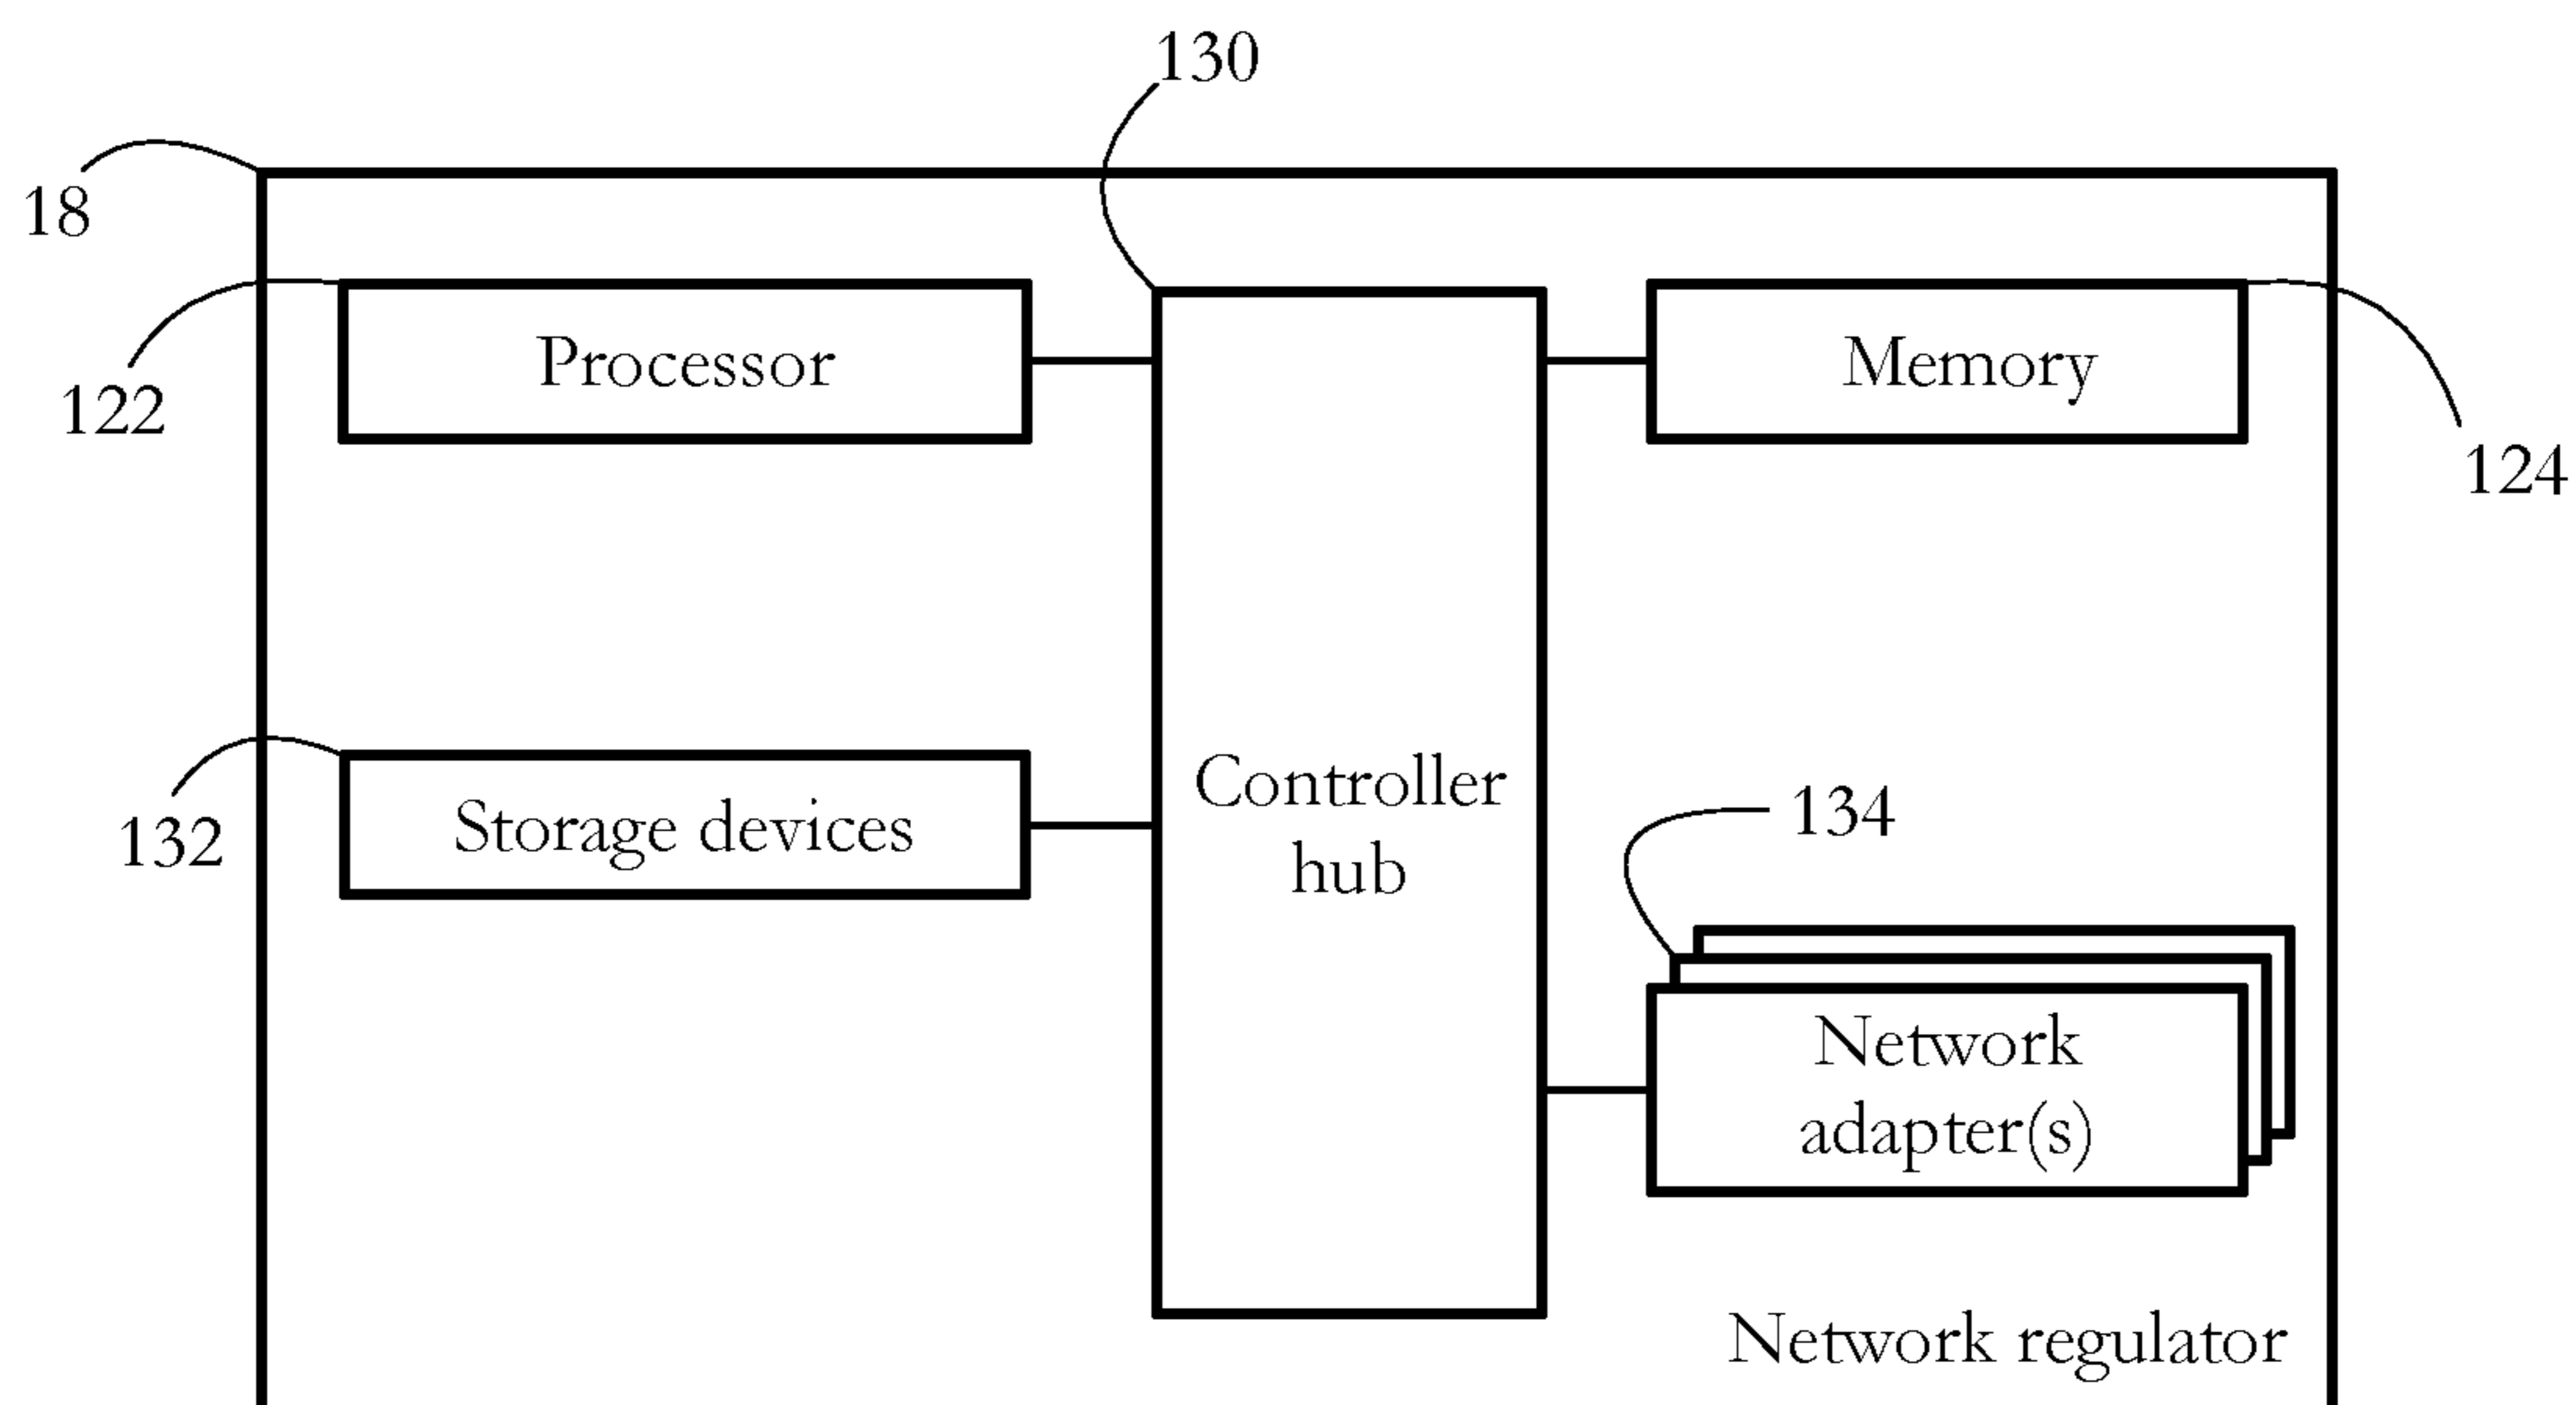 130
18
122
Processor
Memory
124
132
Storage devices
Controller
hub
134
Network
adapter(s)
Network regulator